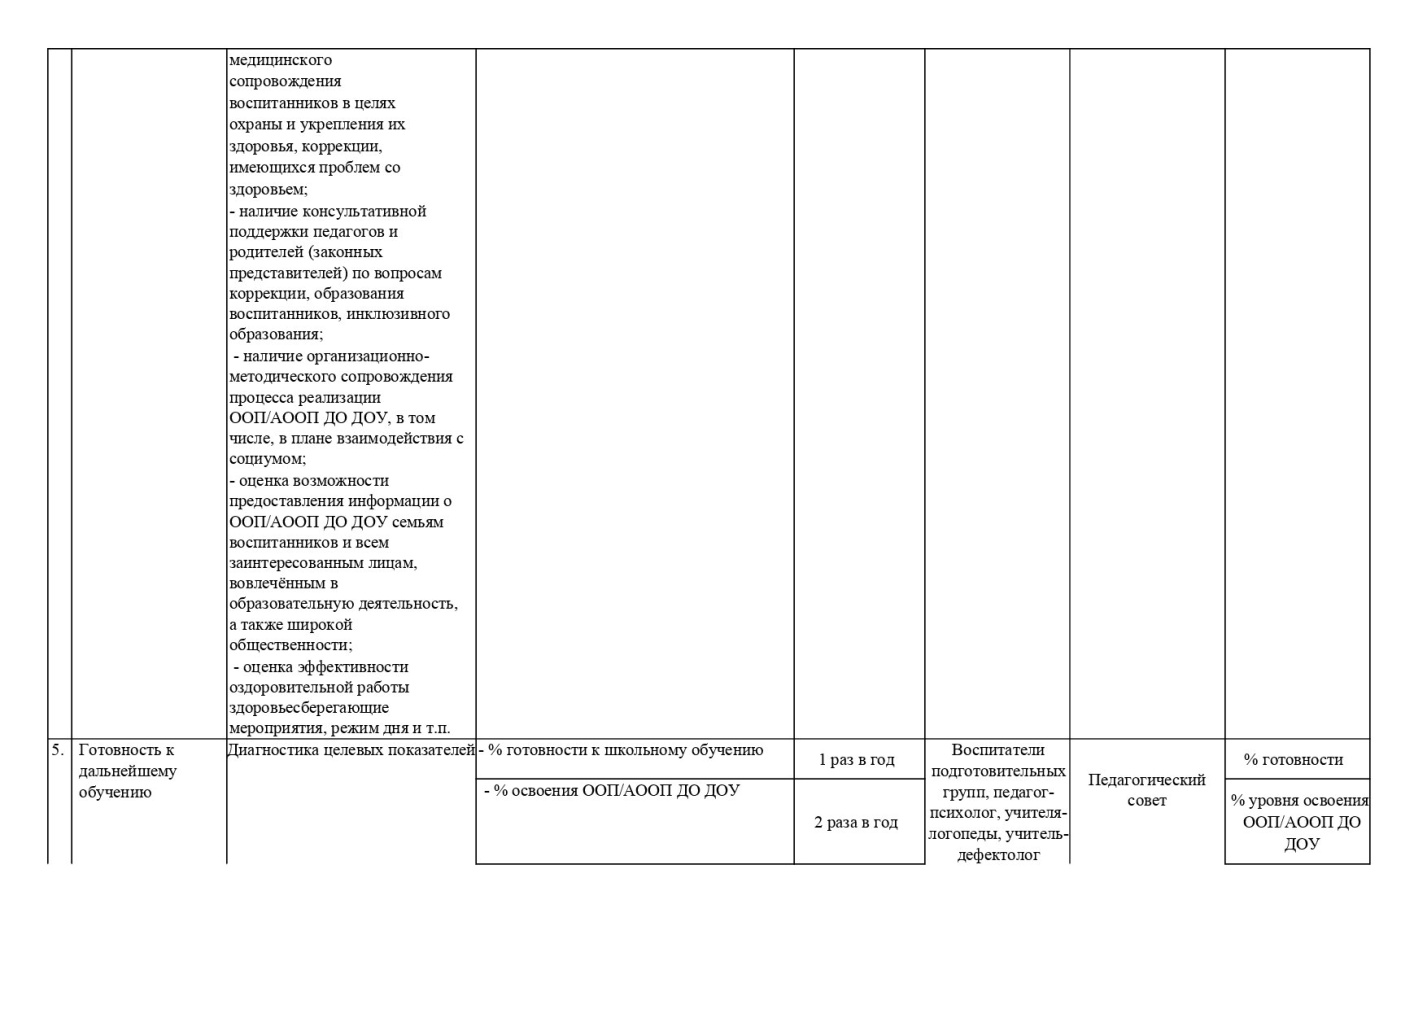 медицинского
сопровождения
воспитанников в целях
охраны и укрепления их
здоровья, коррекции,
имеющихся проблем со
здоровьем;
- наличие консультативной
поддержки педагогов и
родителей (законных
представителей) по вопросам
коррекции, образования
воспитанников, инклюзивного
образования;
- наличие организационно-
методического сопровождения
процесса реализации
ООП/АООП ДО ДОУ, в том
числе, в плане взаимодействия с
социумом;
- оценка возможности
предоставления информации о
ООП/АООП ДО ДОУ семьям
воспитанников и всем
заинтересованным лицам,
вовлечённым в
образовательную деятельность,
а также широкой
общественности;
- оценка эффективности
оздоровительной работы
здоровьесберегающие
мероприятия, режим дня и т.п.
5.
Готовность к
дальнейшему
обучению
Диагностика целевых показателей
- % готовности к школьному обучению
1 раз в год
- % освоения ООП/АООП ДО ДОУ
2 раза в год
Воспитатели
подготовительных
групп, педагог-
психолог, учителя-
логопеды, учитель-
дефектолог
Педагогический
совет
% готовности
% уровня освоения
ООП/АООП ДО
ДОУ